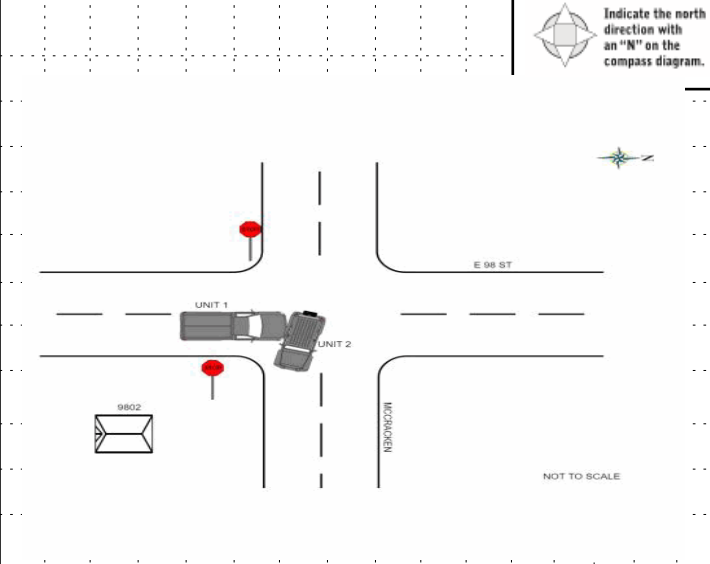 Indicate the north
direction with
an “N” on the
compass diagram.
N
E 98 ST
UNIT 1
UNIT 2
9802
MCCRACKEN
NOT TO SCALE